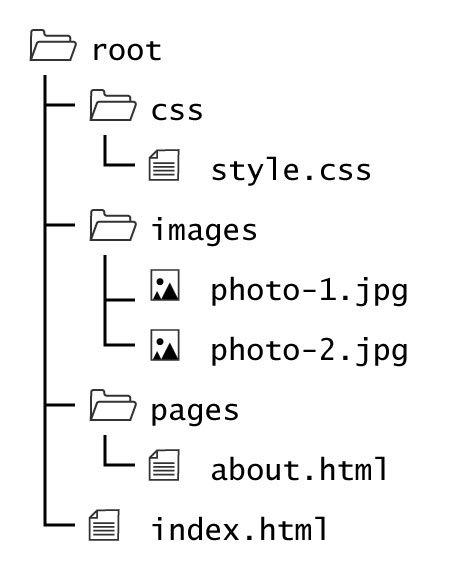 root
css
style.css
images
photo-1.jpg
photo-2.jpg
pages
about.html
index.html